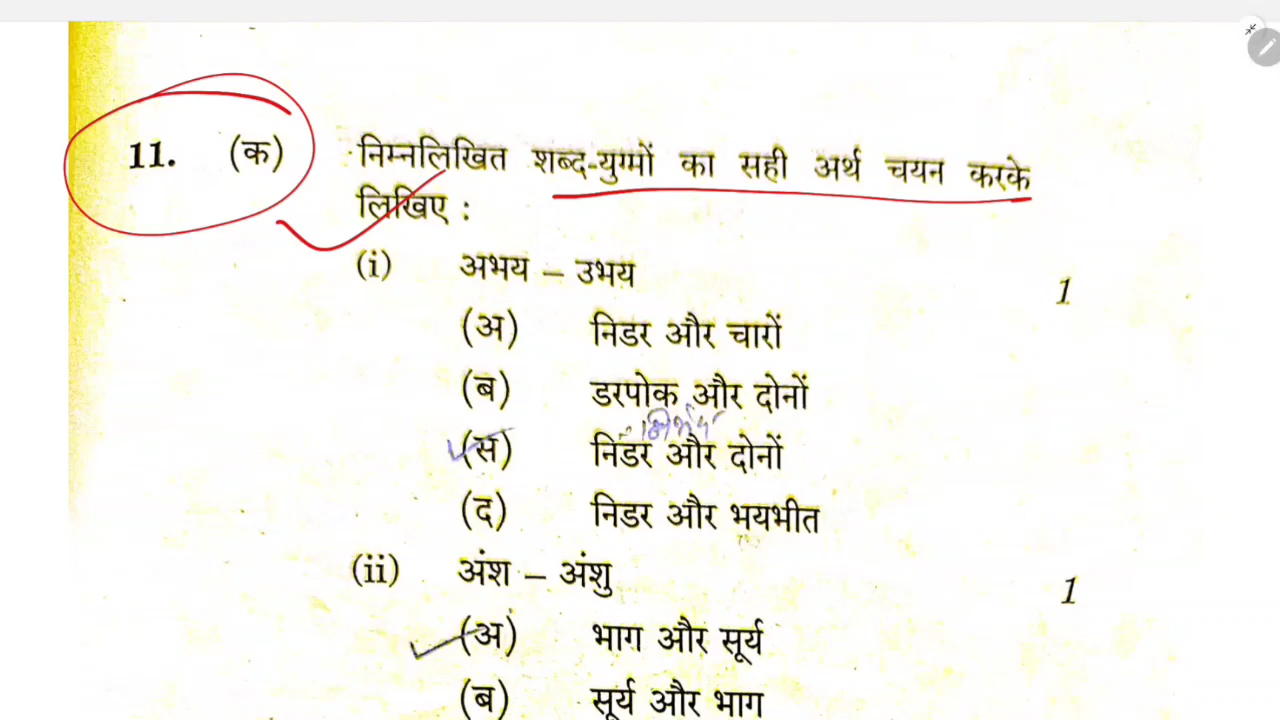 11. (क) निम्नलिखित शब्द-युग्मों का सही अर्थ चयन करके
लिखिए :
(i) अभय – उभय 1
(अ) निडर और चारों
(ब) डरपोक और दोनों
(स) निडर और दोनों
(द) निडर और भयभीत
(ii) अंश – अंशु 1
(अ) भाग और सूर्य
(ब) सूर्य और भाग